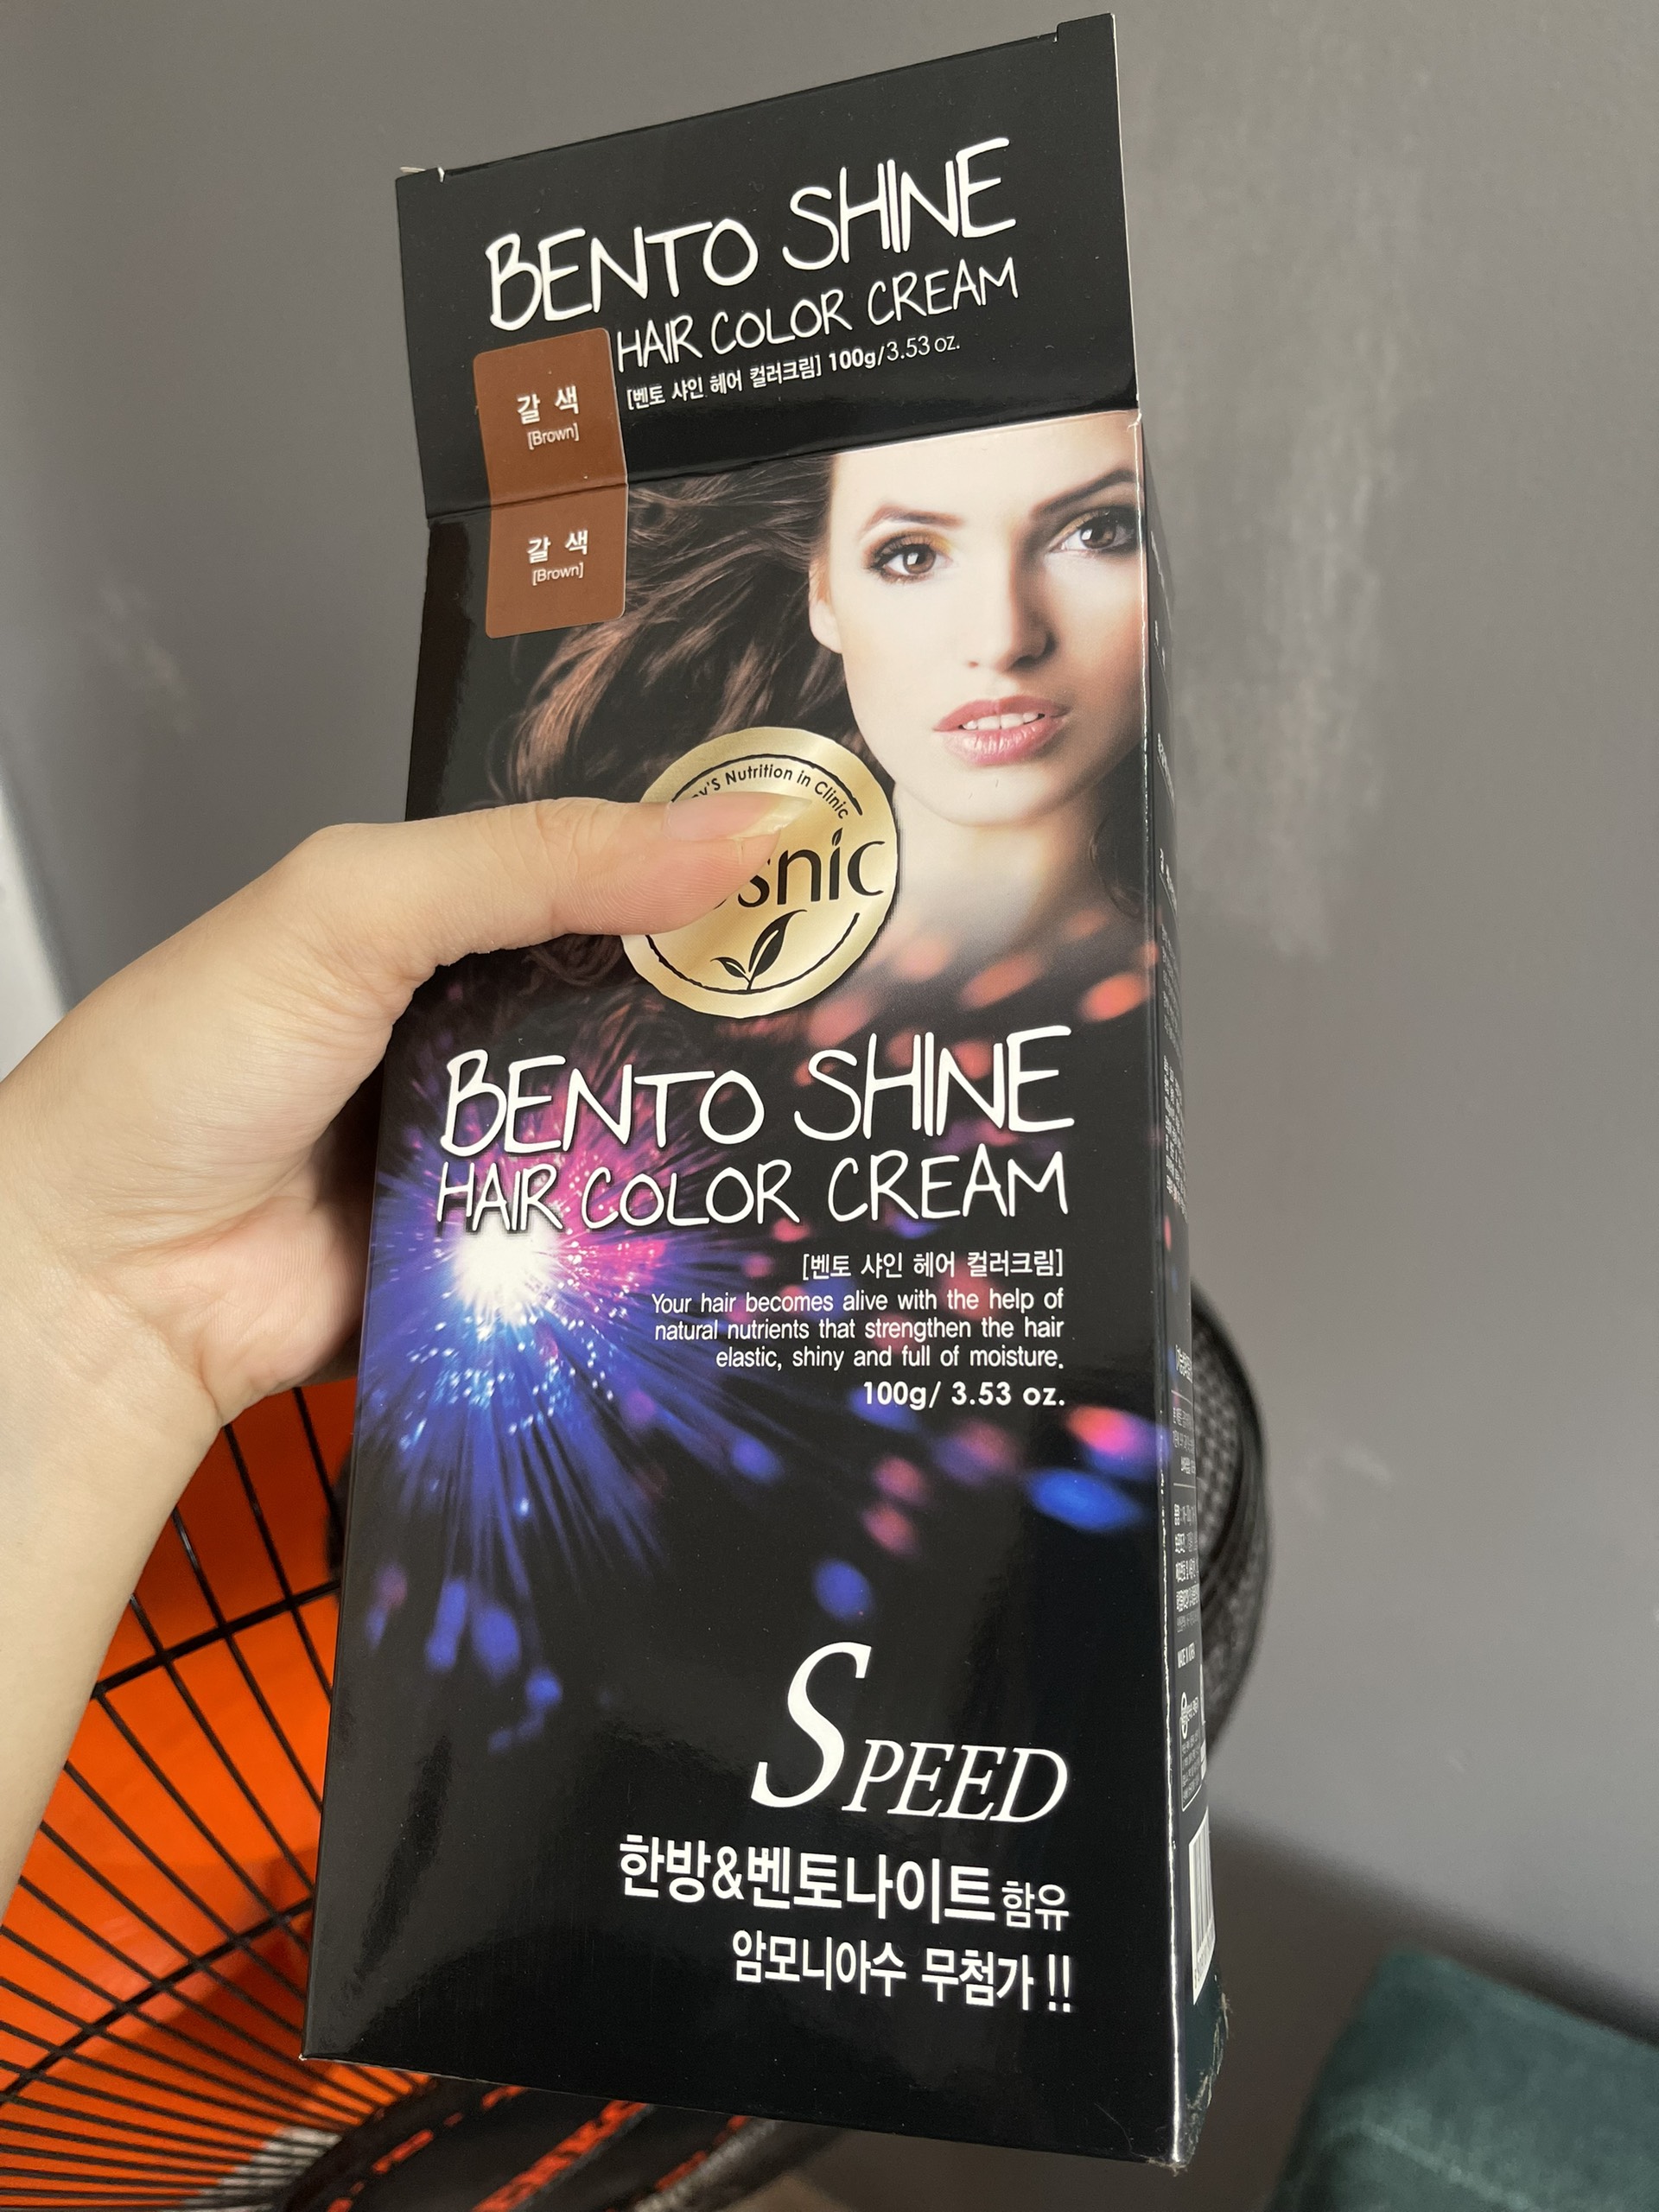 BENTO SHINE
HAIR COLOR CREAM
[벤토 샤인 헤어 컬러크림] 100g/3.53 oz.
갈 색
[Brown]
갈 색
[Brown]
Nutrition in Clinic
BENTO SHINE
HAIR COLOR CREAM
[벤토 샤인 헤어 컬러크림]
Your hair becomes alive with the help of
natural nutrients that strengthen the hair
elastic, shiny and full of moisture.
100g/ 3.53 oz.
SPEED
한방&벤토나이트 함유
암모니아수 무첨가 !!